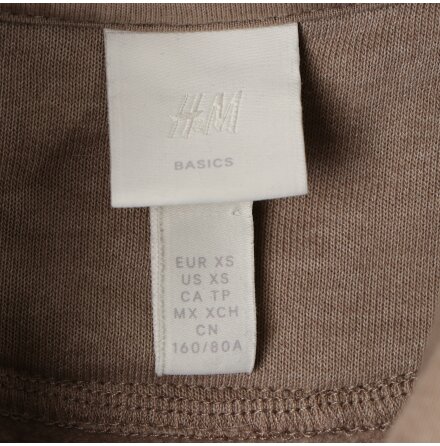 H&M
BASICS
EUR XS
US XS
CA TP
MX XCH
CN
160/80A